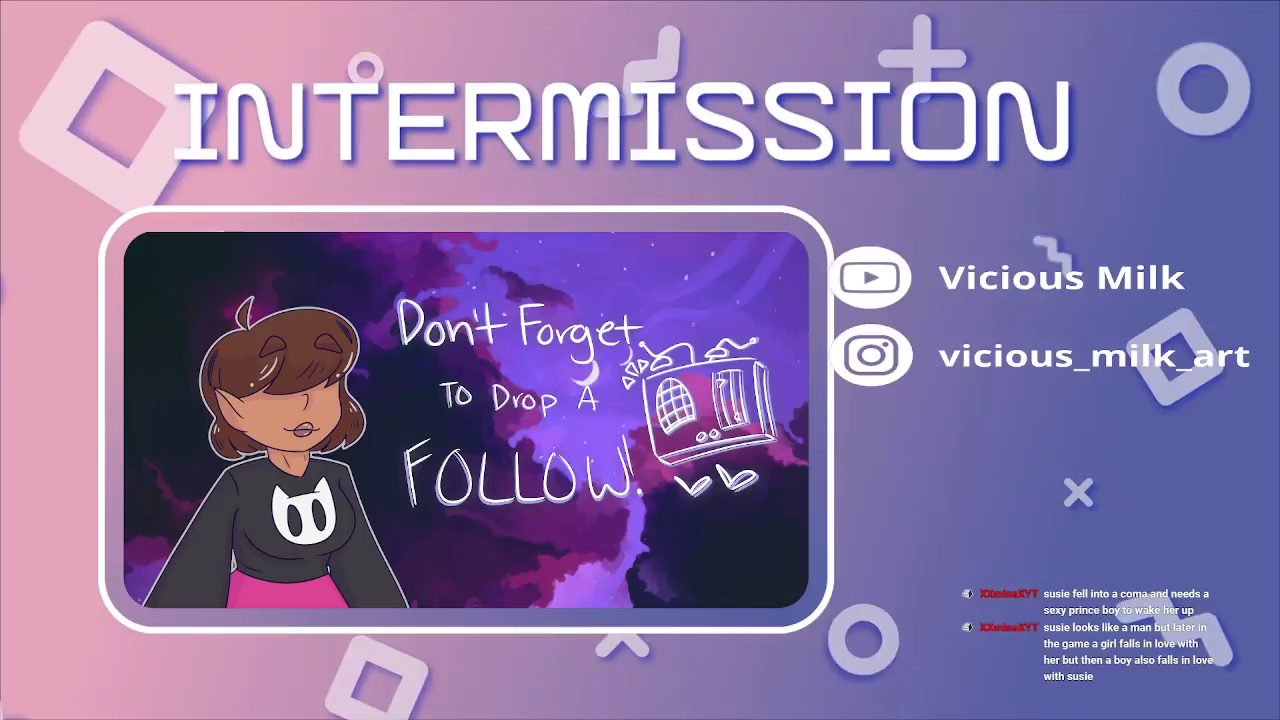 INTERMISSION
Don't Forget
To Drop A
FOLLOW!
Vicious Milk
vicious_milk_art
XXminaXYT susie fell into a coma and needs a
sexy prince boy to wake her up
XXminaXYT susie looks like a man but later in
the game a girl falls in love with
her but then a boy also falls in love
with susie